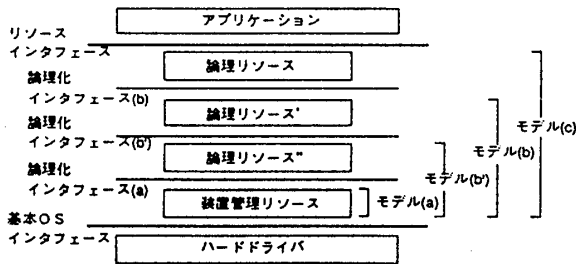 アプリケーション
リソース
インタフェース
論理リソース
論理化
インタフェース(b)
論理リソース'
論理化
インタフェース(b')
論理リソース"
論理化
インタフェース(a)
装置管理リソース
基本OS
インタフェース
ハードドライバ
モデル(a)
モデル(b')
モデル(b)
モデル(c)